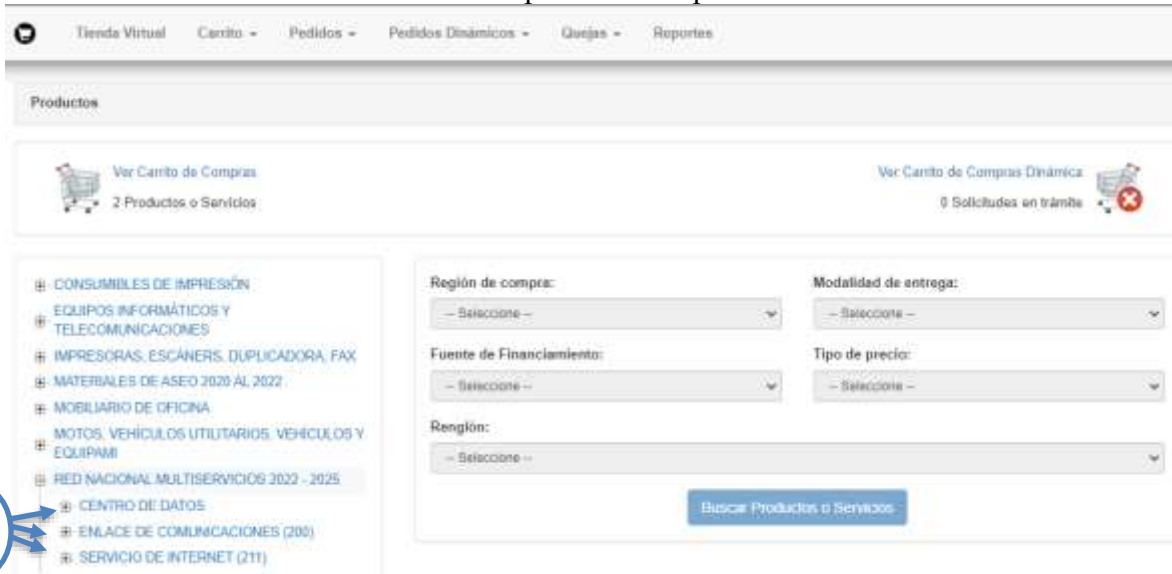 Tienda Virtual Carrito Pedidos Pedidos Dinámicos Quejas Reportes
Productos
Ver Carrito de Compras
2 Productos o Servicios
Ver Carrito de Compras Dinámica
0 Solicitudes en trámite
CONSUMIBLES DE IMPRESIÓN
EQUIPOS INFORMÁTICOS Y
TELECOMUNICACIONES
IMPRESORAS, ESCÁNERS, DUPLICADORA, FAX
MATERIALES DE ASEO 2020 AL 2022
MOBILIARIO DE OFICINA
MOTOS, VEHÍCULOS UTILITARIOS, VEHÍCULOS Y
EQUIPAMI
RED NACIONAL MULTISERVICIOS 2022 - 2025
CENTRO DE DATOS
ENLACE DE COMUNICACIONES (200)
SERVICIO DE INTERNET (211)
Región de compra:
-- Seleccione --
Modalidad de entrega:
-- Seleccione --
Fuente de Financiamiento:
-- Seleccione --
Tipo de precio:
-- Seleccione --
Renglón:
-- Seleccione --
Buscar Productos o Servicios